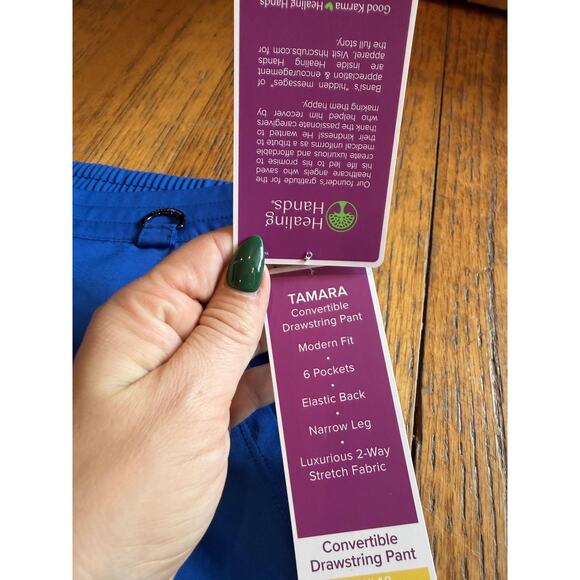 Healing
Hands®
Our founder's gratitude for the
healthcare angels who saved
his life led to his promise to
create luxurious and affordable
medical uniforms as a tribute to
their kindness! He wanted to
thank the passionate caregivers
who helped him recover by
making them happy.
Bansi's "hidden messages" of
appreciation & encouragement
are inside Healing Hands
apparel. Visit hhscrubs.com for
the full story.
Good Karma Healing Hands
TAMARA
Convertible
Drawstring Pant
Modern Fit
•
6 Pockets
•
Elastic Back
•
Narrow Leg
•
Luxurious 2-Way
Stretch Fabric
Convertible
Drawstring Pant